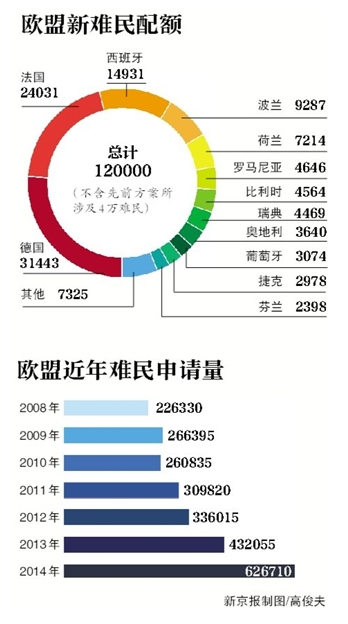 欧盟新难民配额
西班牙
14931
法国
24031
波兰 9287
荷兰 7214
罗马尼亚 4646
比利时 4564
瑞典 4469
奥地利 3640
葡萄牙 3074
捷克 2978
芬兰 2398
总计
120000
(不含先前方案所
涉及4万难民)
德国
31443
其他 7325
欧盟近年难民申请量
2008年 226330
2009年 266395
2010年 260835
2011年 309820
2012年 336015
2013年 432055
2014年 626710
新京报制图/高俊夫